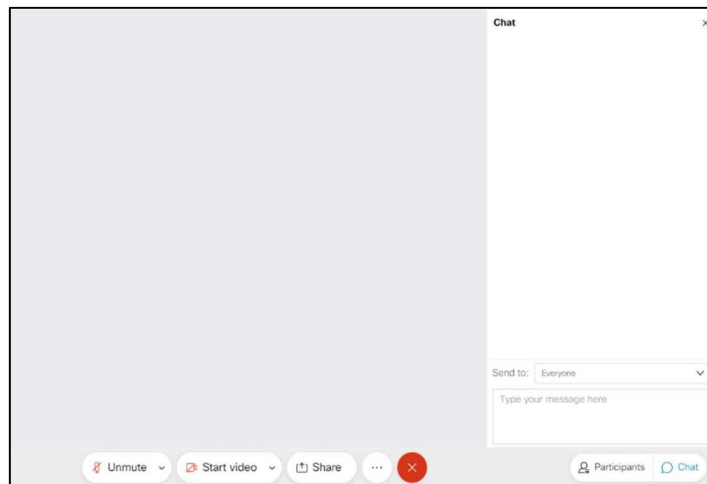 Chat
Send to: Everyone
Type your message here
Unmute Start video Share Participants Chat